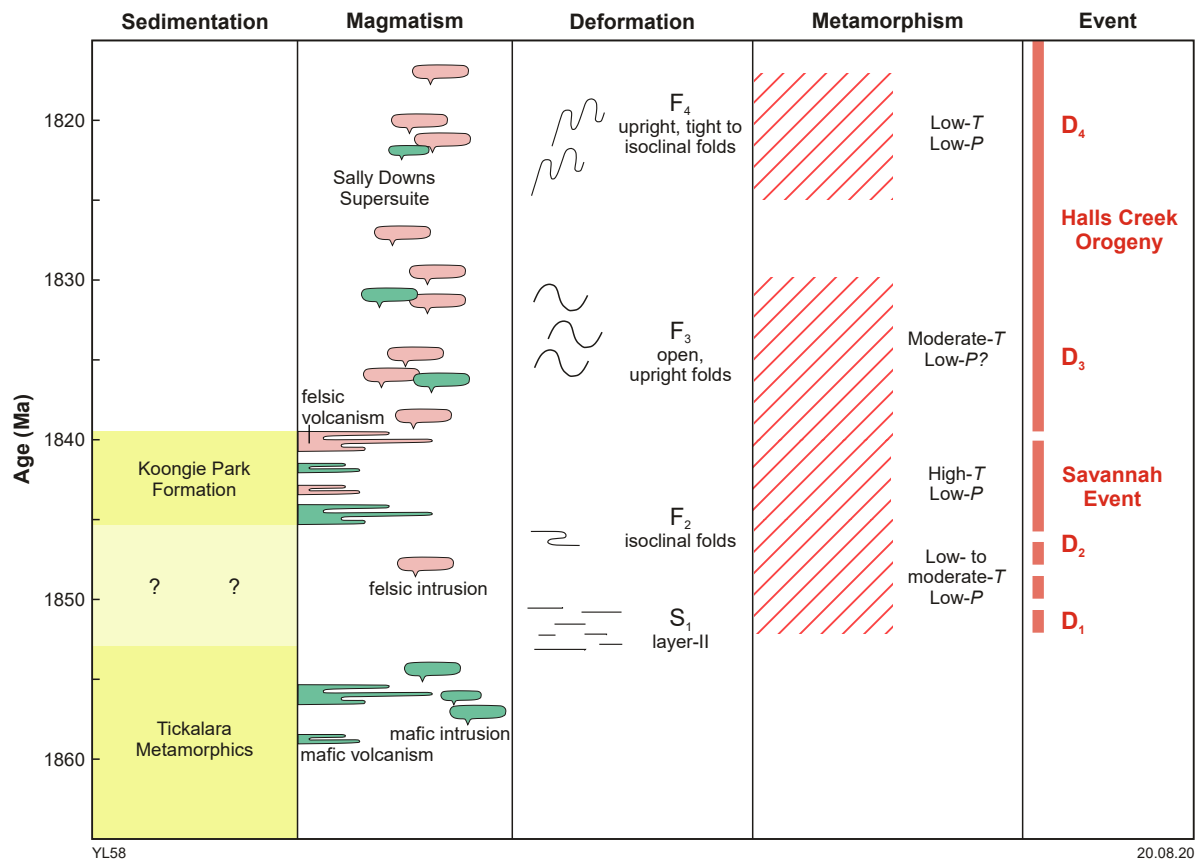 Sedimentation
Magmatism
Deformation
Metamorphism
Event
Age (Ma)
1820
1830
1840
1850
1860
Koongie Park
Formation
? ?
Tickalara
Metamorphics
Sally Downs
Supersuite
felsic
volcanism
felsic intrusion
mafic intrusion
mafic volcanism
F4
upright, tight to
isoclinal folds
F3
open,
upright folds
F2
isoclinal folds
S1
layer-II
Low-T
Low-P
Moderate-T
Low-P?
High-T
Low-P
Low- to
moderate-T
Low-P
D4
Halls Creek
Orogeny
D3
Savannah
Event
D2
D1
YL58
20.08.20